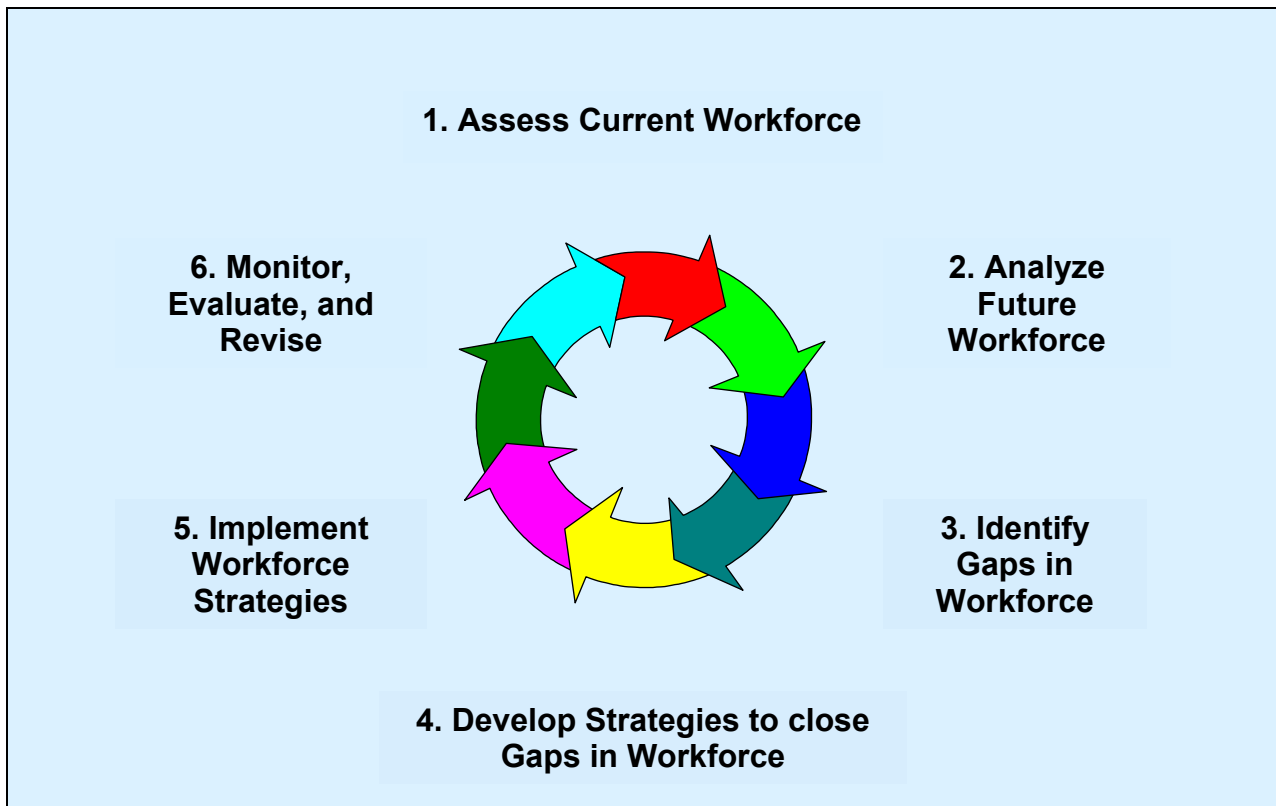 1. Assess Current Workforce
2. Analyze
Future
Workforce
3. Identify
Gaps in
Workforce
4. Develop Strategies to close
Gaps in Workforce
5. Implement
Workforce
Strategies
6. Monitor,
Evaluate, and
Revise